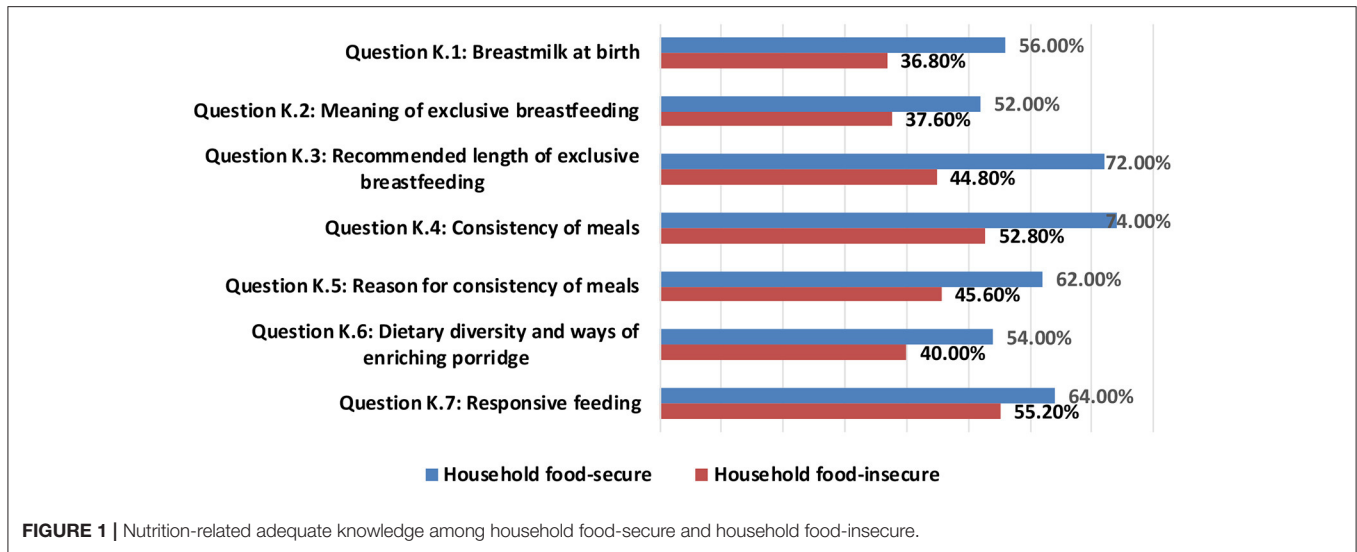 Question K.1: Breastmilk at birth
56.00%
36.80%
Question K.2: Meaning of exclusive breastfeeding
52.00%
37.60%
Question K.3: Recommended length of exclusive
breastfeeding
72.00%
44.80%
Question K.4: Consistency of meals
74.00%
52.80%
Question K.5: Reason for consistency of meals
62.00%
45.60%
Question K.6: Dietary diversity and ways of
enriching porridge
54.00%
40.00%
Question K.7: Responsive feeding
64.00%
55.20%
Household food-secure Household food-insecure
FIGURE 1 | Nutrition-related adequate knowledge among household food-secure and household food-insecure.